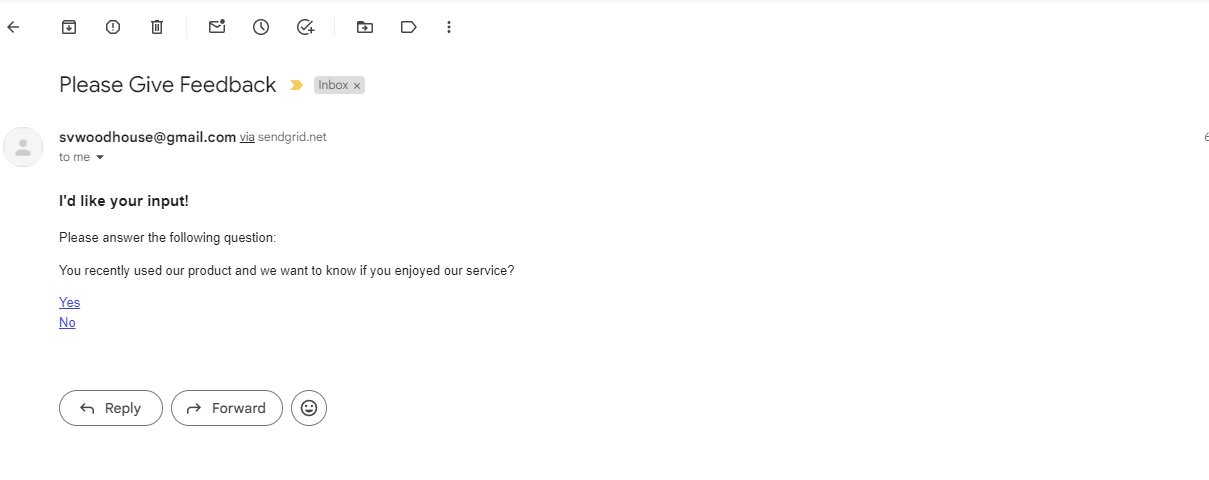 Please Give Feedback Inbox ×
svwoodhouse@gmail.com via sendgrid.net
to me
I'd like your input!
Please answer the following question:
You recently used our product and we want to know if you enjoyed our service?
Yes
No
Reply Forward